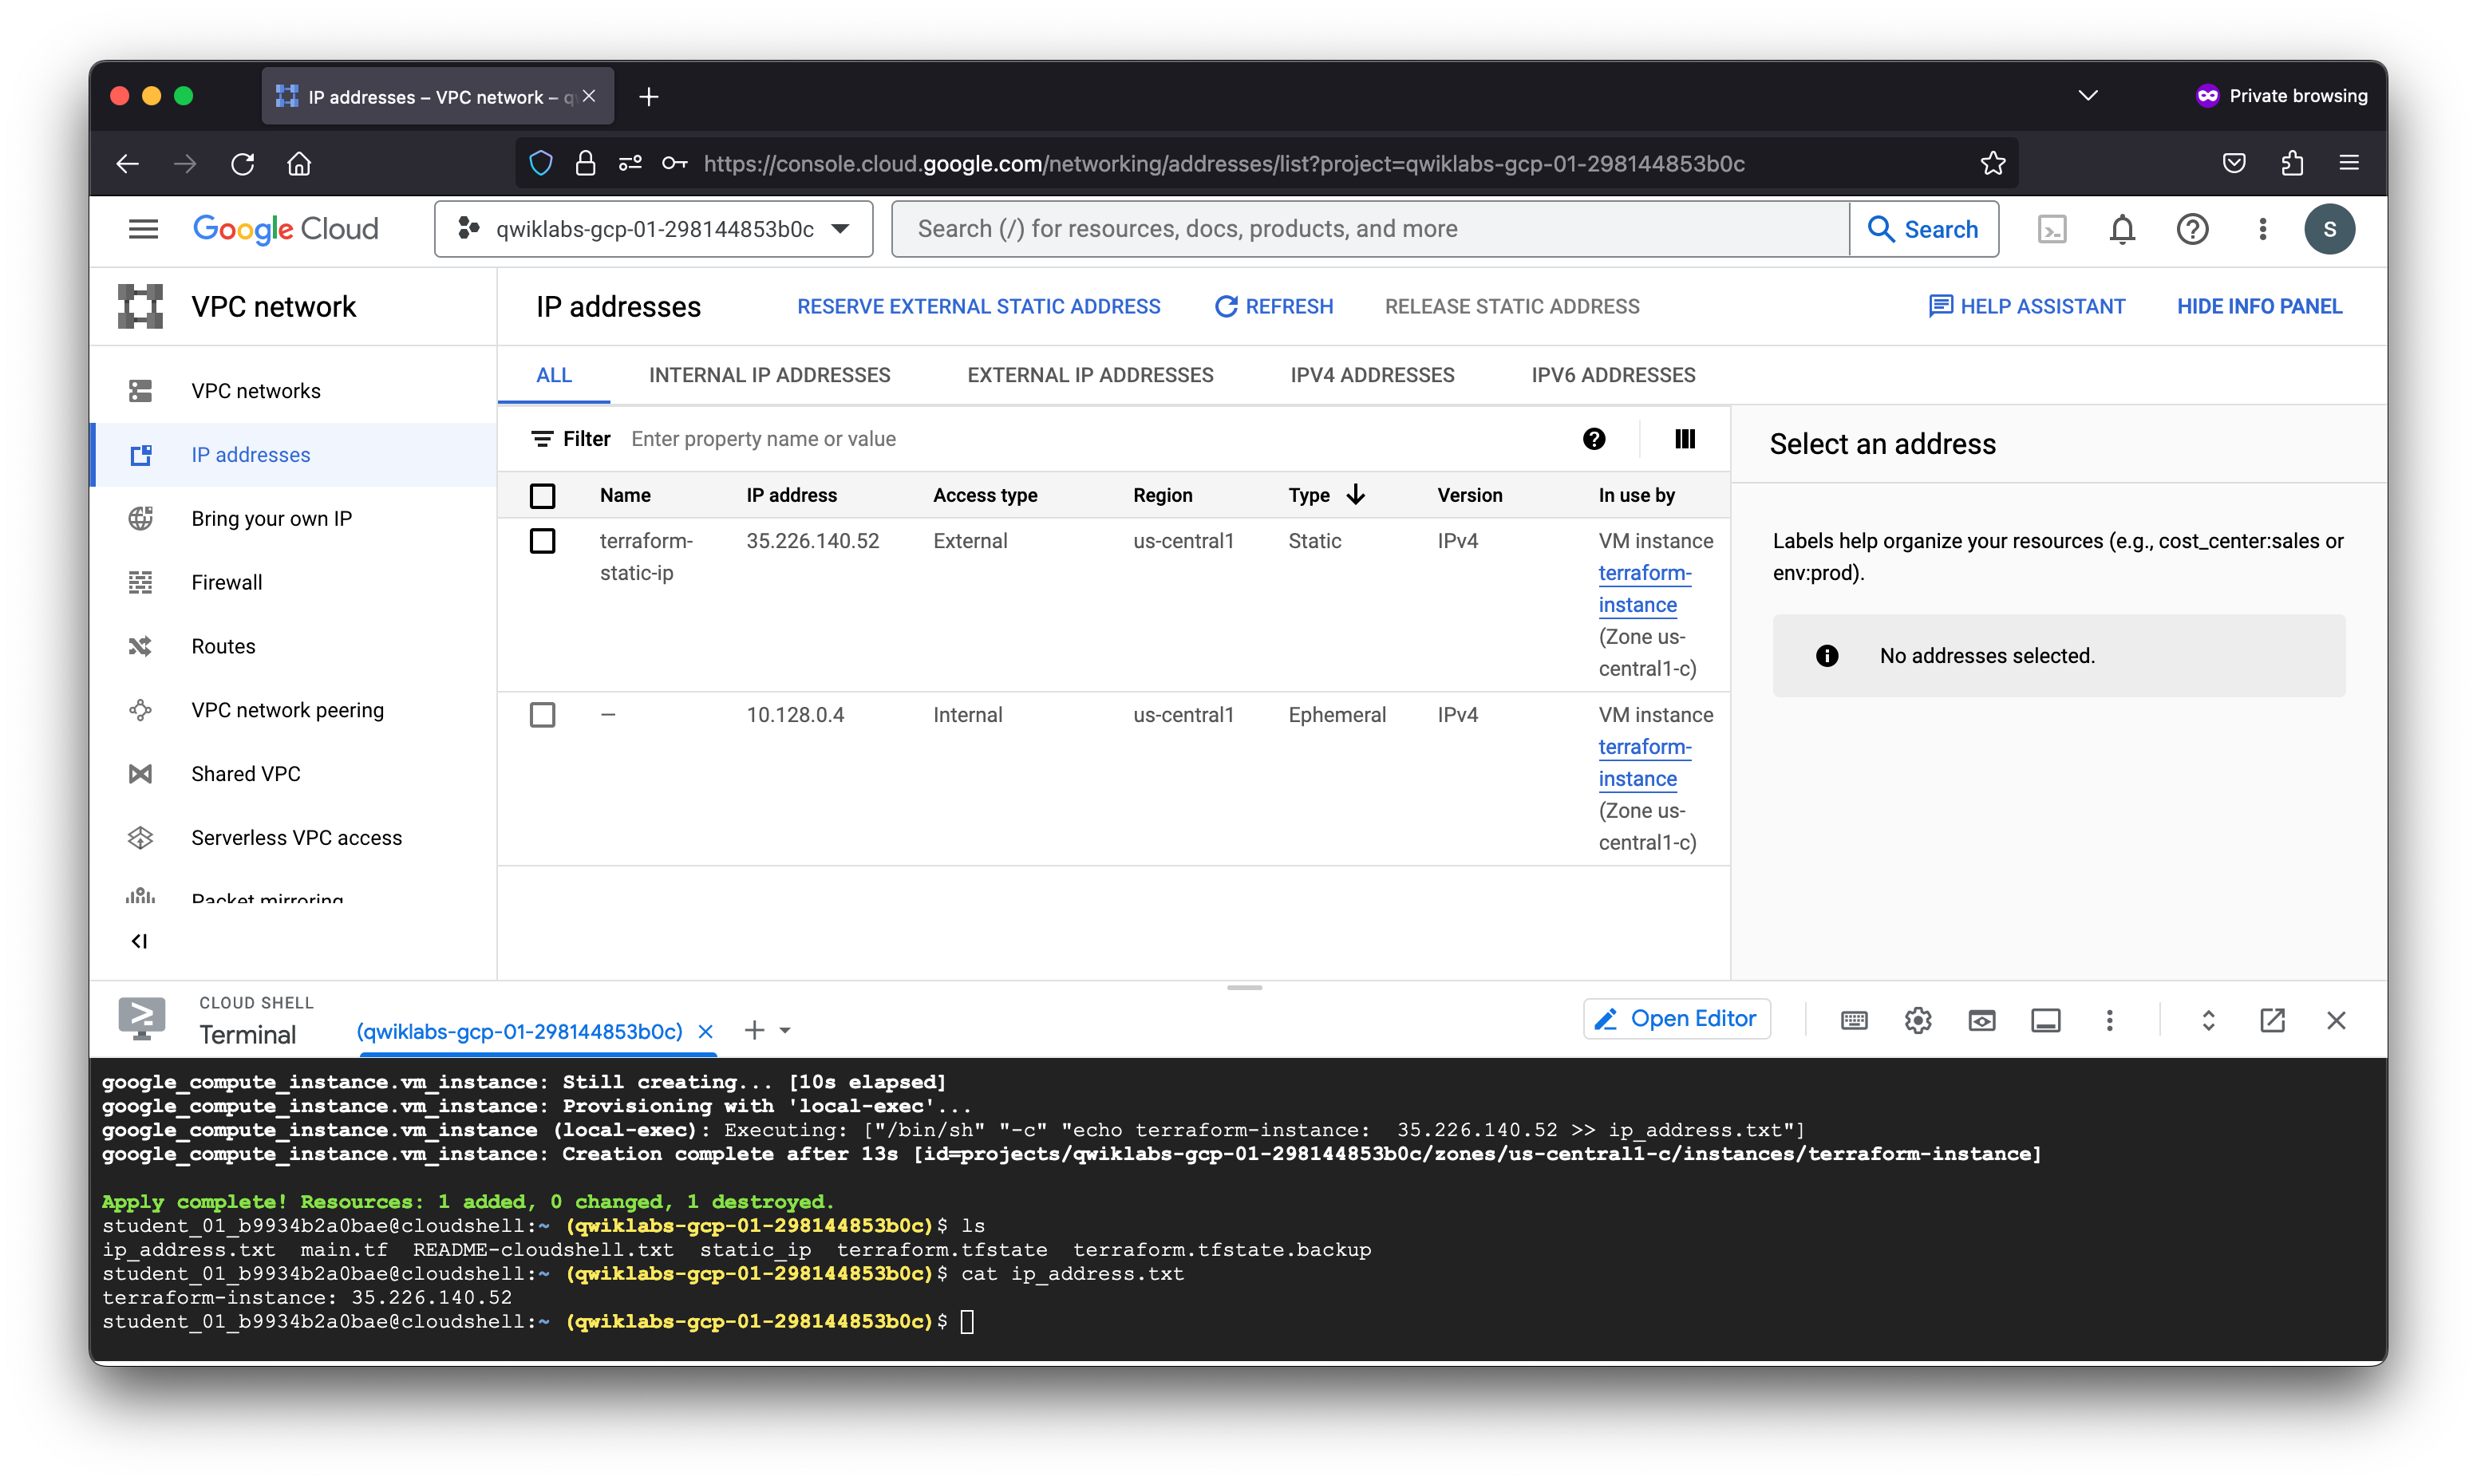 IP addresses – VPC network – q
Private browsing
https://console.cloud.google.com/networking/addresses/list?project=qwiklabs-gcp-01-298144853b0c
Google Cloud
qwiklabs-gcp-01-298144853b0c
Search (/) for resources, docs, products, and more
Search
S
VPC network
IP addresses
RESERVE EXTERNAL STATIC ADDRESS
REFRESH
RELEASE STATIC ADDRESS
HELP ASSISTANT
HIDE INFO PANEL
VPC networks
IP addresses
Bring your own IP
Firewall
Routes
VPC network peering
Shared VPC
Serverless VPC access
Packet mirroring
ALL
INTERNAL IP ADDRESSES
EXTERNAL IP ADDRESSES
IPV4 ADDRESSES
IPV6 ADDRESSES
Filter Enter property name or value
Name IP address Access type Region Type Version In use by
terraform- 35.226.140.52 External us-central1 Static IPv4 VM instance
static-ip terraform-
instance
(Zone us-
central1-c)
— 10.128.0.4 Internal us-central1 Ephemeral IPv4 VM instance
terraform-
instance
(Zone us-
central1-c)
Select an address
Labels help organize your resources (e.g., cost_center:sales or
env:prod).
No addresses selected.
CLOUD SHELL
Terminal
(qwiklabs-gcp-01-298144853b0c)
Open Editor
google_compute_instance.vm_instance: Still creating... [10s elapsed]
google_compute_instance.vm_instance: Provisioning with 'local-exec'...
google_compute_instance.vm_instance (local-exec): Executing: ["/bin/sh" "-c" "echo terraform-instance:  35.226.140.52 >> ip_address.txt"]
google_compute_instance.vm_instance: Creation complete after 13s [id=projects/qwiklabs-gcp-01-298144853b0c/zones/us-central1-c/instances/terraform-instance]
Apply complete! Resources: 1 added, 0 changed, 1 destroyed.
student_01_b9934b2a0bae@cloudshell:~ (qwiklabs-gcp-01-298144853b0c)$ ls
ip_address.txt  main.tf  README-cloudshell.txt  static_ip  terraform.tfstate  terraform.tfstate.backup
student_01_b9934b2a0bae@cloudshell:~ (qwiklabs-gcp-01-298144853b0c)$ cat ip_address.txt
terraform-instance: 35.226.140.52
student_01_b9934b2a0bae@cloudshell:~ (qwiklabs-gcp-01-298144853b0c)$